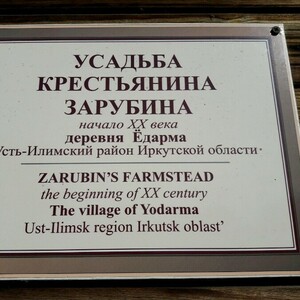 УСАДЬБА
КРЕСТЬЯНИНА
ЗАРУБИНА
начало XX века
деревня Ёдарма
Усть-Илимский район Иркутской области
ZARUBIN'S FARMSTEAD
the beginning of XX century
The village of Yodarma
Ust-Ilimsk region Irkutsk oblast'